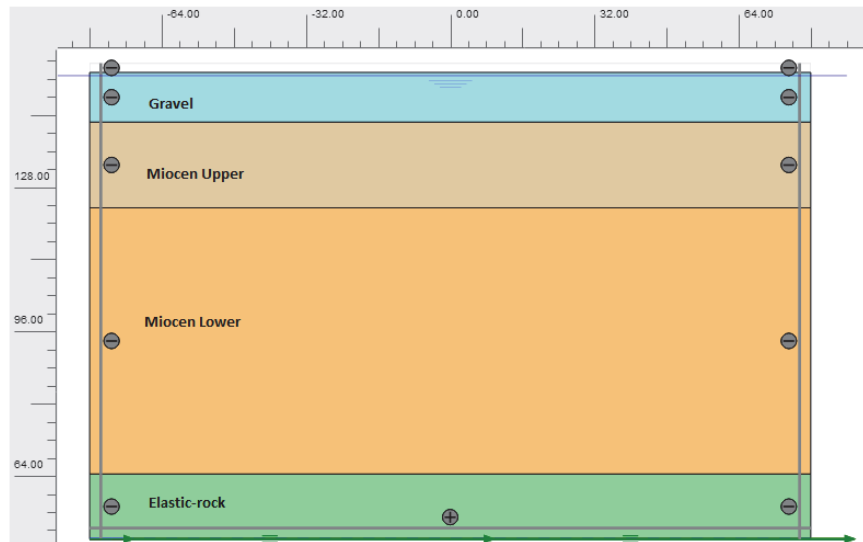 -64.00 -32.00 0.00 32.00 64.00
Gravel
Miocen Upper
128.00
96.00
Miocen Lower
64.00
Elastic-rock